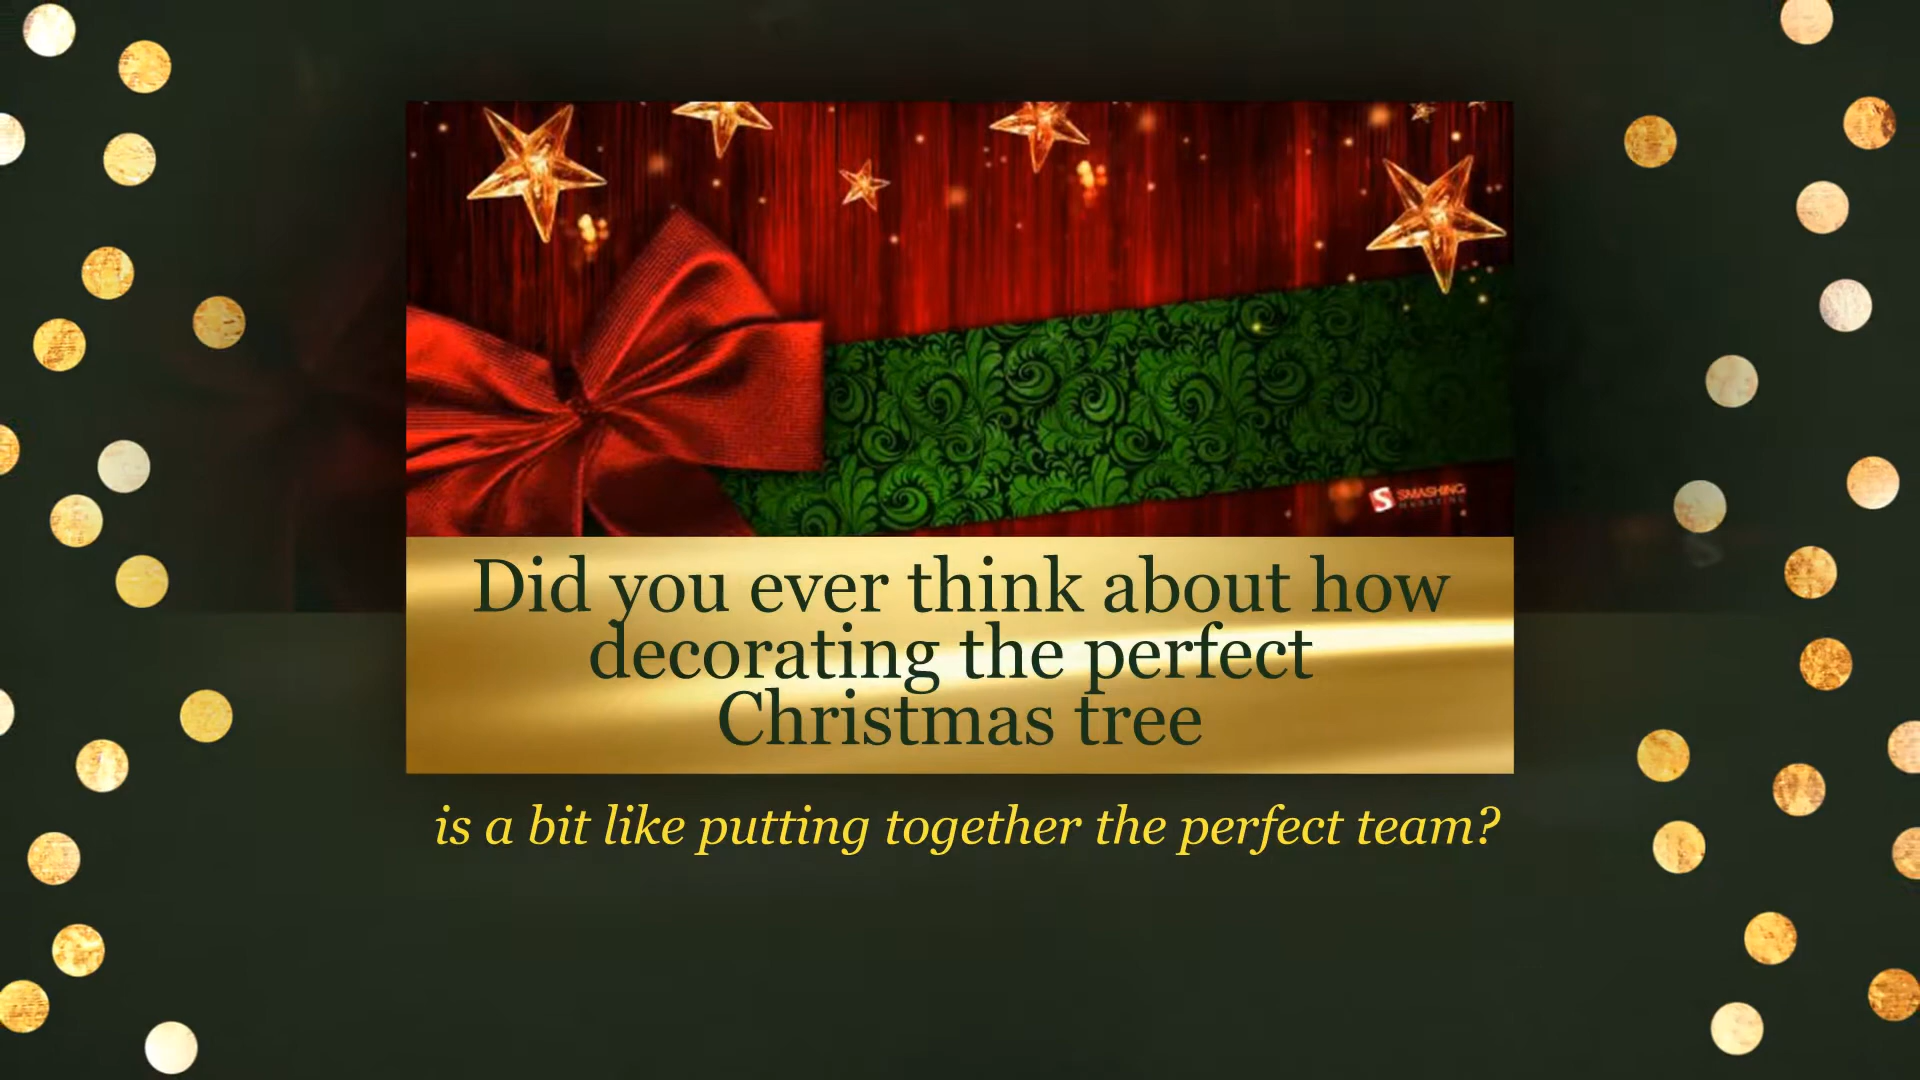 SMASHING
Did you ever think about how
decorating the perfect
Christmas tree
is a bit like putting together the perfect team?